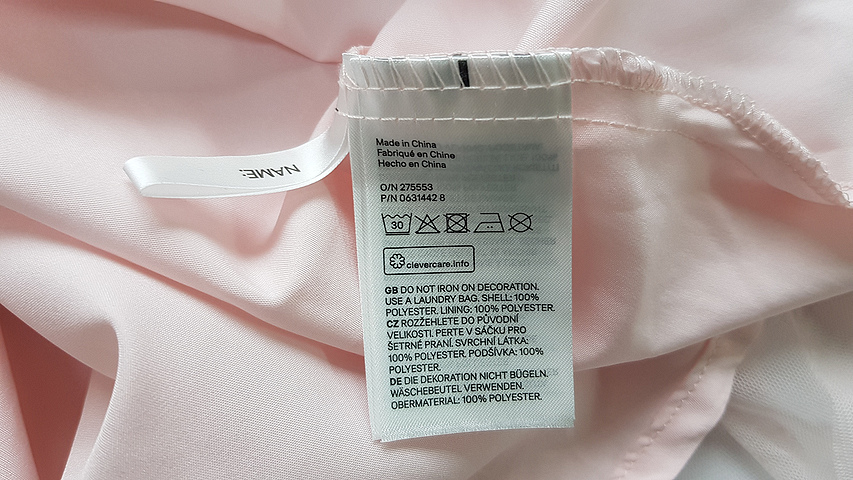 NAME:
Made in China
Fabriqué en Chine
Hecho en China
O/N 275553
P/N 0631442 8
30
clevercare.info
GB DO NOT IRON ON DECORATION.
USE A LAUNDRY BAG. SHELL: 100%
POLYESTER. LINING: 100% POLYESTER.
CZ ROZŽEHLETE DO PŮVODNÍ
VELIKOSTI. PERTE V SÁČKU PRO
ŠETRNÉ PRANÍ. SVRCHNÍ LÁTKA:
100% POLYESTER. PODŠÍVKA: 100%
POLYESTER.
DE DIE DEKORATION NICHT BÜGELN.
WÄSCHEBEUTEL VERWENDEN.
OBERMATERIAL: 100% POLYESTER.